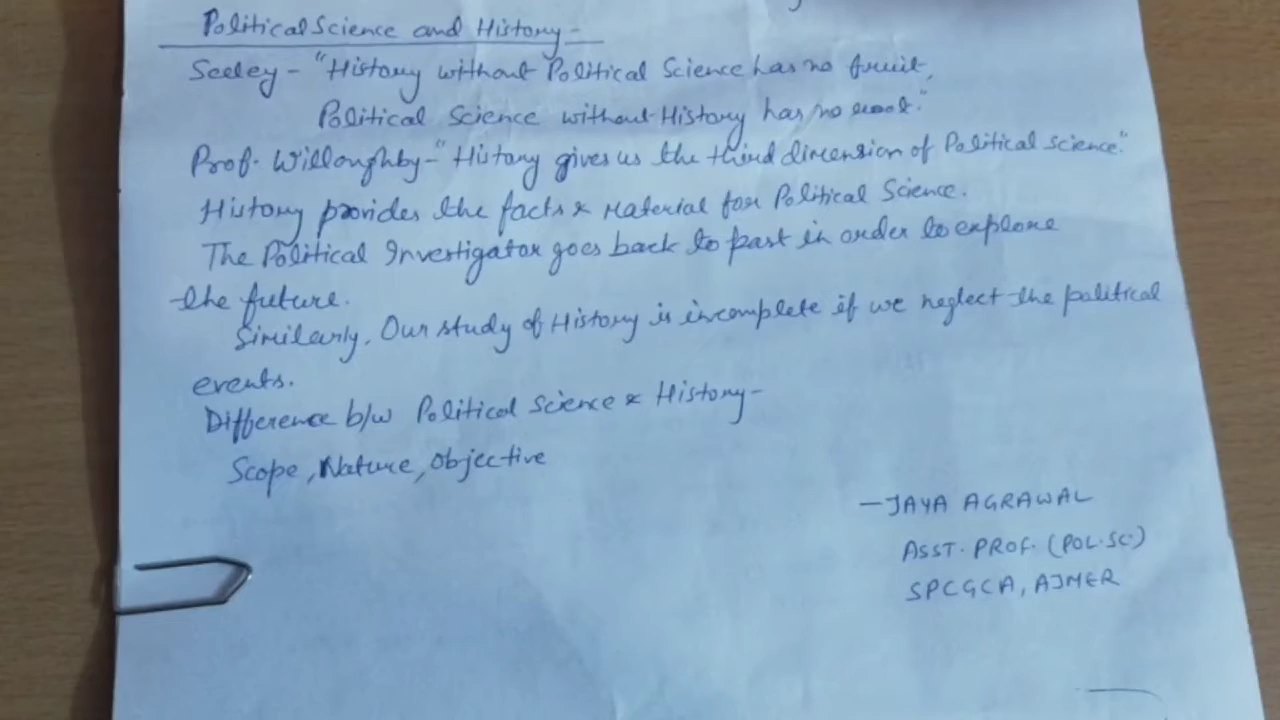 Political Science and History-
Seeley - "History without Political Science has no fruit,
Political Science without History has no root."
Prof. Willoughby - "History gives us the third dimension of Political Science."
History provides the facts & material for Political Science.
The Political Investigator goes back to past in order to explore
the future.
Similarly, Our study of History is incomplete if we neglect the political
events.
Difference b/w Political Science & History-
Scope, Nature, Objective
- JAYA AGRAWAL
ASST. PROF. (POL.SC.)
SPCGCA, AJMER